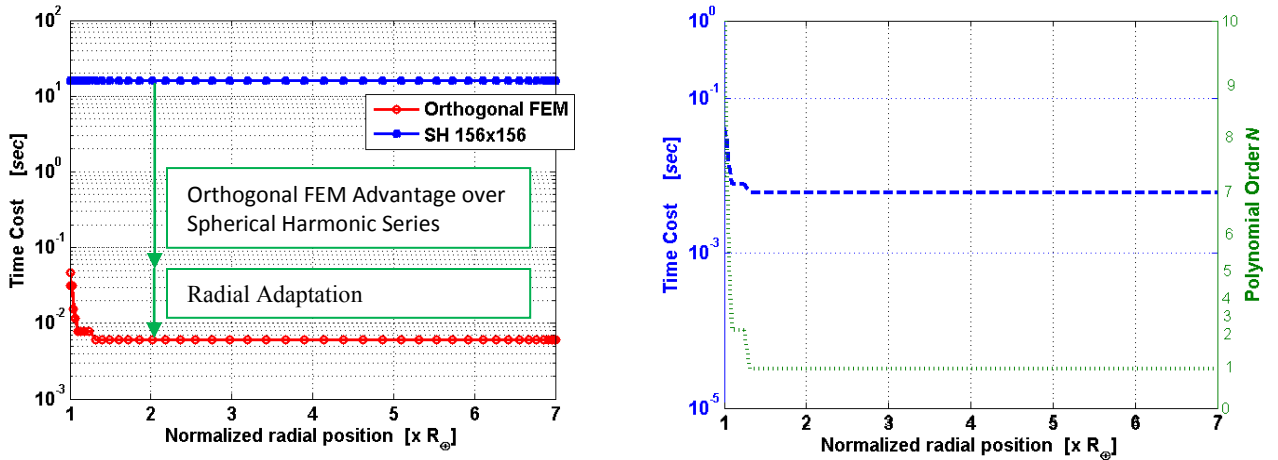 10^2
10^1
10^0
10^-1
10^-2
10^-3
Time Cost [sec]
Orthogonal FEM
SH 156x156
Orthogonal FEM Advantage over
Spherical Harmonic Series
Radial Adaptation
1 2 3 4 5 6 7
Normalized radial position [x R⊕]
10^0
10^-1
10^-3
10^-5
Time Cost [sec]
10
9
8
7
6
5
4
3
2
1
0
Polynomial Order N
1 2 3 4 5 6 7
Normalized radial position [x R⊕]